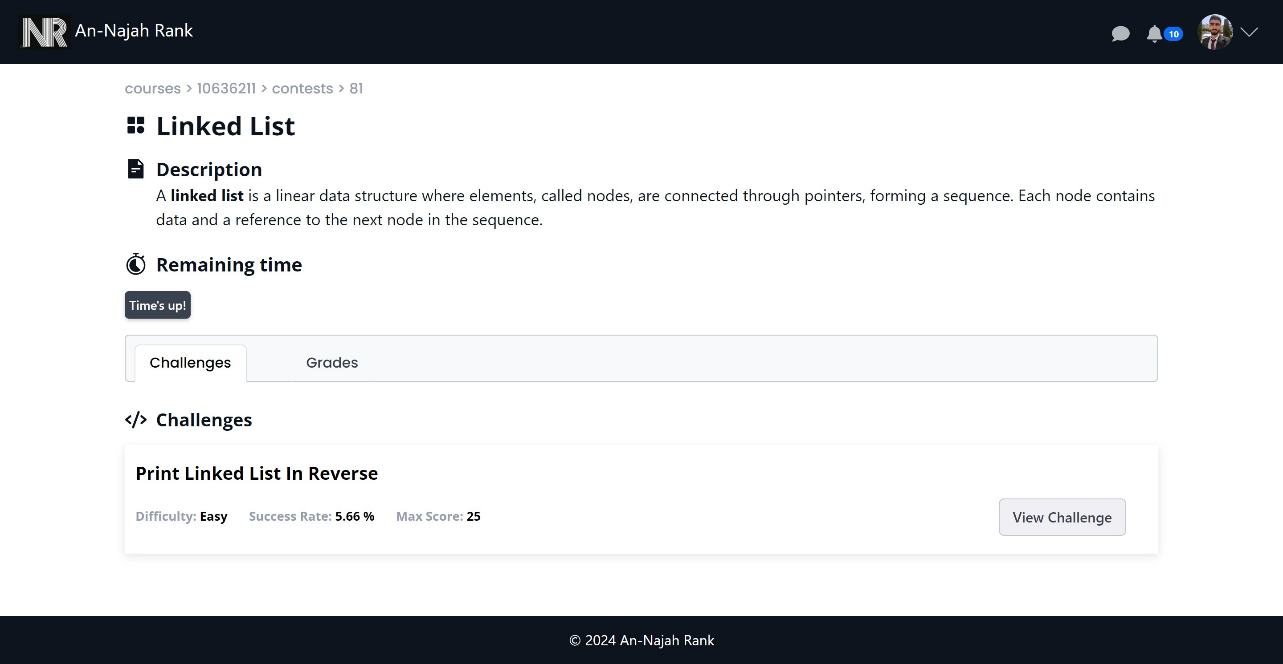 NR An-Najah Rank
10
courses > 10636211 > contests > 81
Linked List
Description
A linked list is a linear data structure where elements, called nodes, are connected through pointers, forming a sequence. Each node contains
data and a reference to the next node in the sequence.
Remaining time
Time's up!
Challenges Grades
</> Challenges
Print Linked List In Reverse
Difficulty: Easy Success Rate: 5.66 % Max Score: 25
View Challenge
© 2024 An-Najah Rank